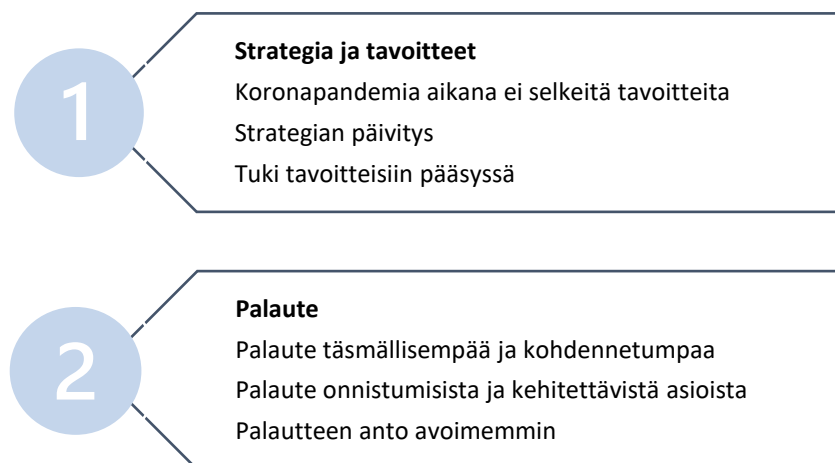 1
Strategia ja tavoitteet
Koronapandemia aikana ei selkeitä tavoitteita
Strategian päivitys
Tuki tavoitteisiin pääsyssä
2
Palaute
Palaute täsmällisempää ja kohdennetumpaa
Palaute onnistumisista ja kehitettävistä asioista
Palautteen anto avoimemmin